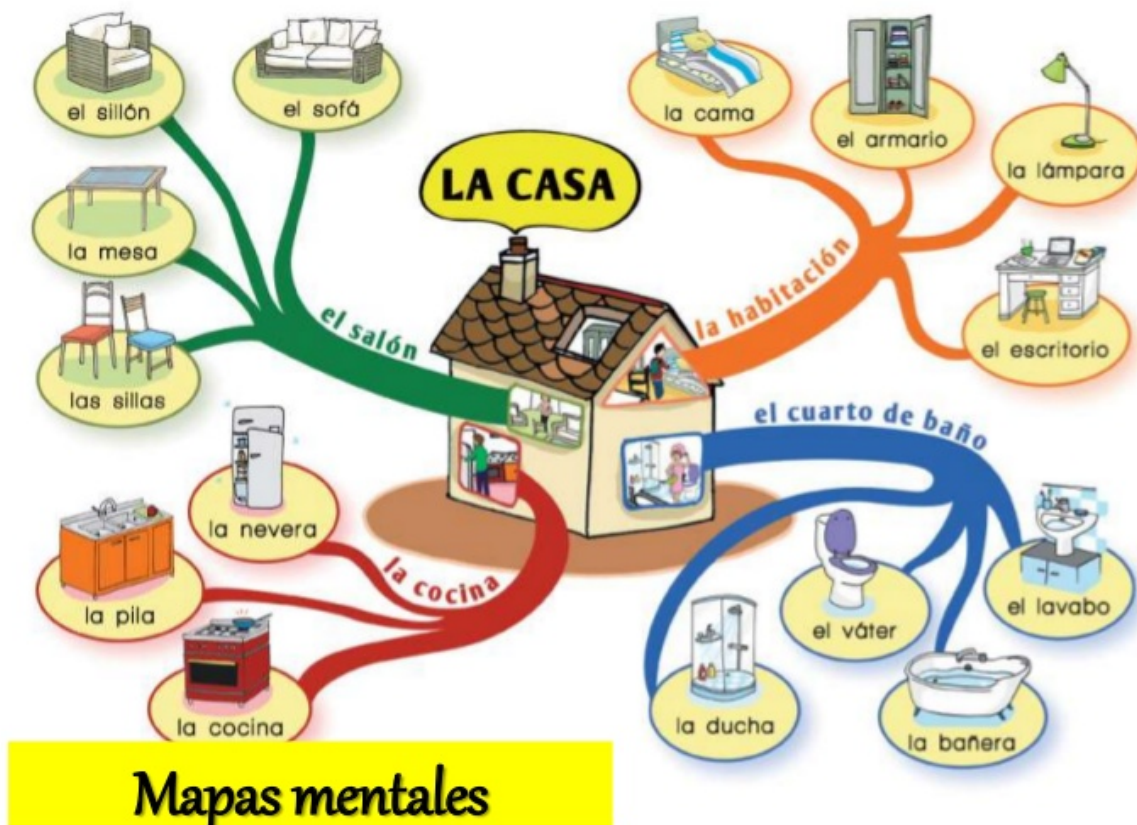 LA CASA
el salón
el sillón
el sofá
la mesa
las sillas
la habitación
la cama
el armario
la lámpara
el escritorio
la cocina
la nevera
la pila
la cocina
el cuarto de baño
el lavabo
el váter
la bañera
la ducha
Mapas mentales